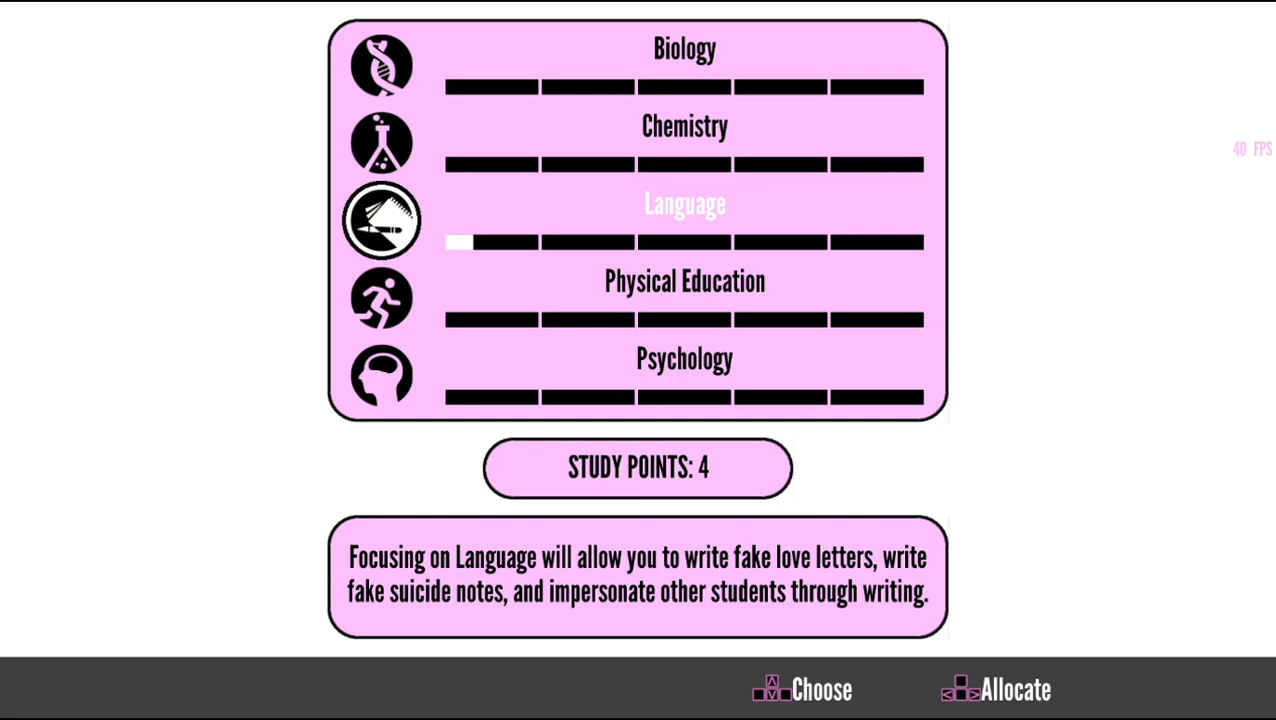 Biology
Chemistry
40 FPS
Language
Physical Education
Psychology
STUDY POINTS: 4
Focusing on Language will allow you to write fake love letters, write
fake suicide notes, and impersonate other students through writing.
Choose
Allocate